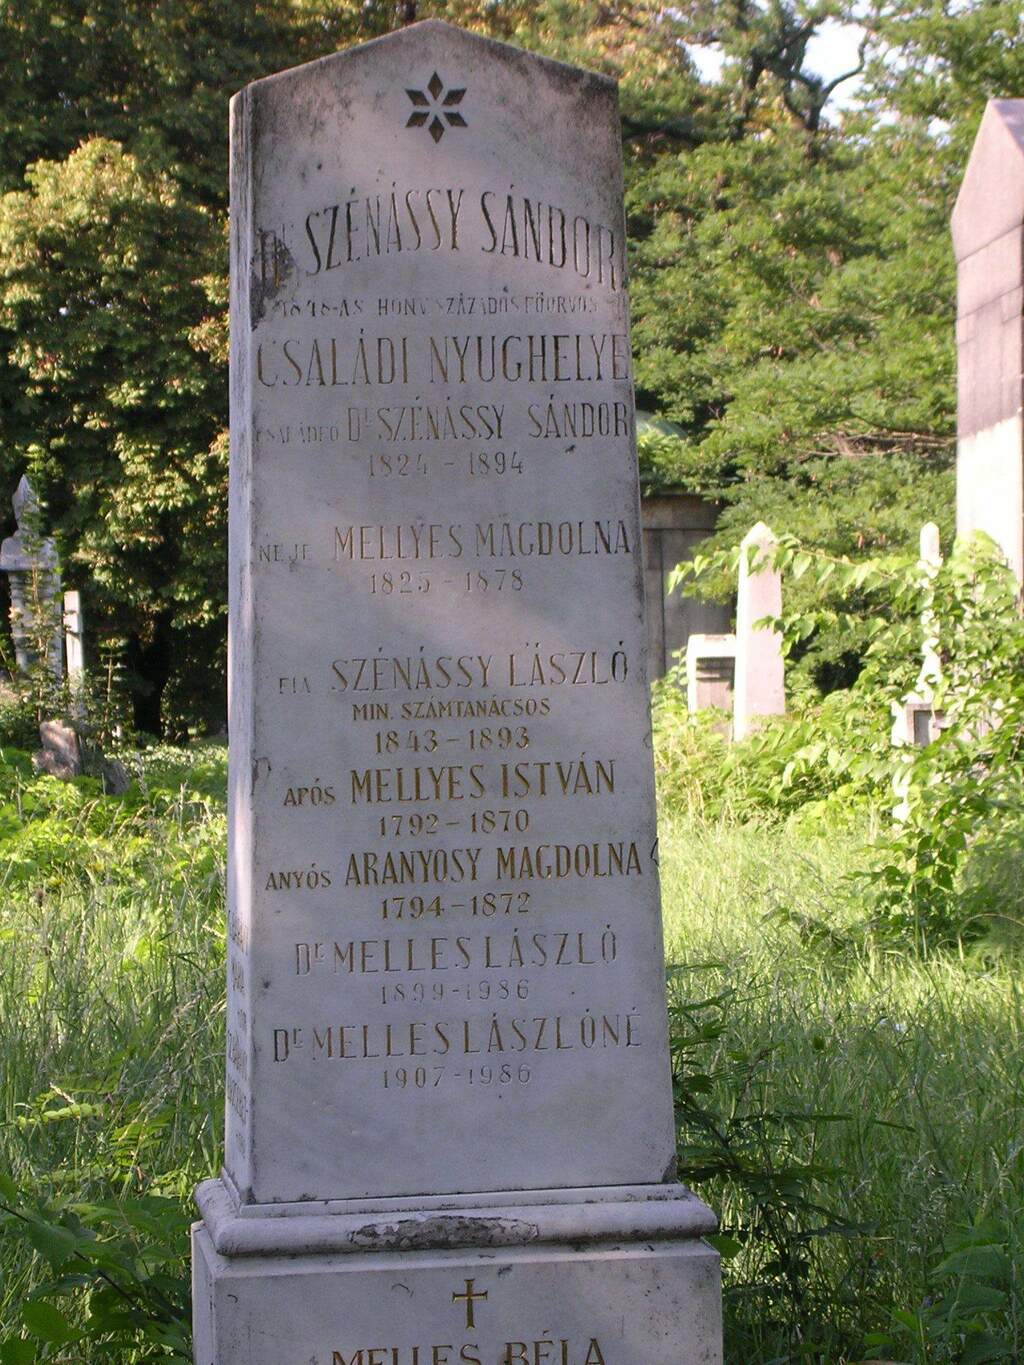 Dr SZÉNÁSSY SÁNDOR
1848-AS HONV. SZÁZADOS FŐORVOS
CSALÁDI NYUGHELYE
CSALÁDFŐ Dr SZÉNÁSSY SÁNDOR
1824 - 1894
NEJE MELLYES MAGDOLNA
1825 - 1878
FIA SZÉNÁSSY LÁSZLÓ
MIN. SZÁMTANÁCSOS
1843 - 1893
APÓS MELLYES ISTVÁN
1792 - 1870
ANYÓS ARANYOSY MAGDOLNA
1794 - 1872
Dr MELLES LÁSZLÓ
1899 - 1986
Dr MELLES LÁSZLÓNÉ
1907 - 1986
MELLES BÉLA